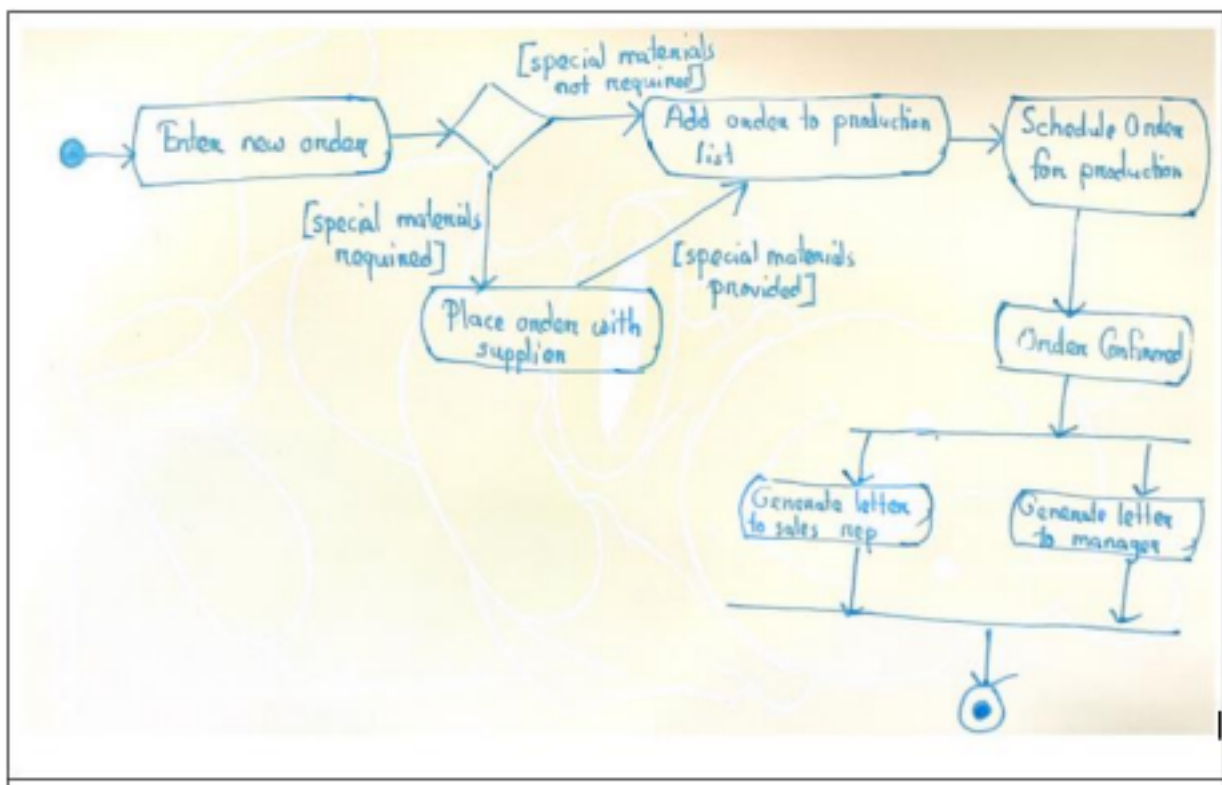 [special materials
not required]
Enter new order
Add order to production
list
Schedule Order
for production
[special materials
required]
[special materials
provided]
Place order with
supplier
Order Confirmed
Generate letter
to sales rep
Generate letter
to manager